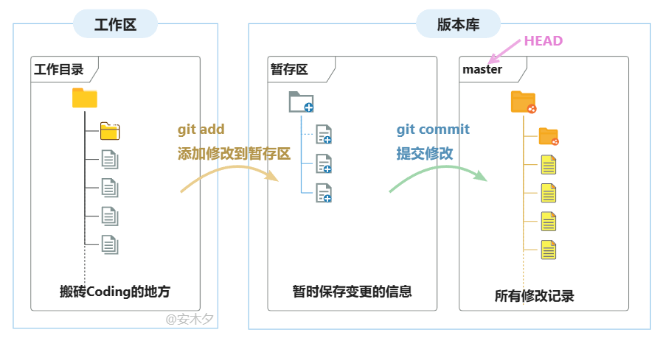 工作区
版本库
HEAD
工作目录
暂存区
master
git add
添加修改到暂存区
git commit
提交修改
搬砖Coding的地方
暂时保存变更的信息
所有修改记录
@安木夕